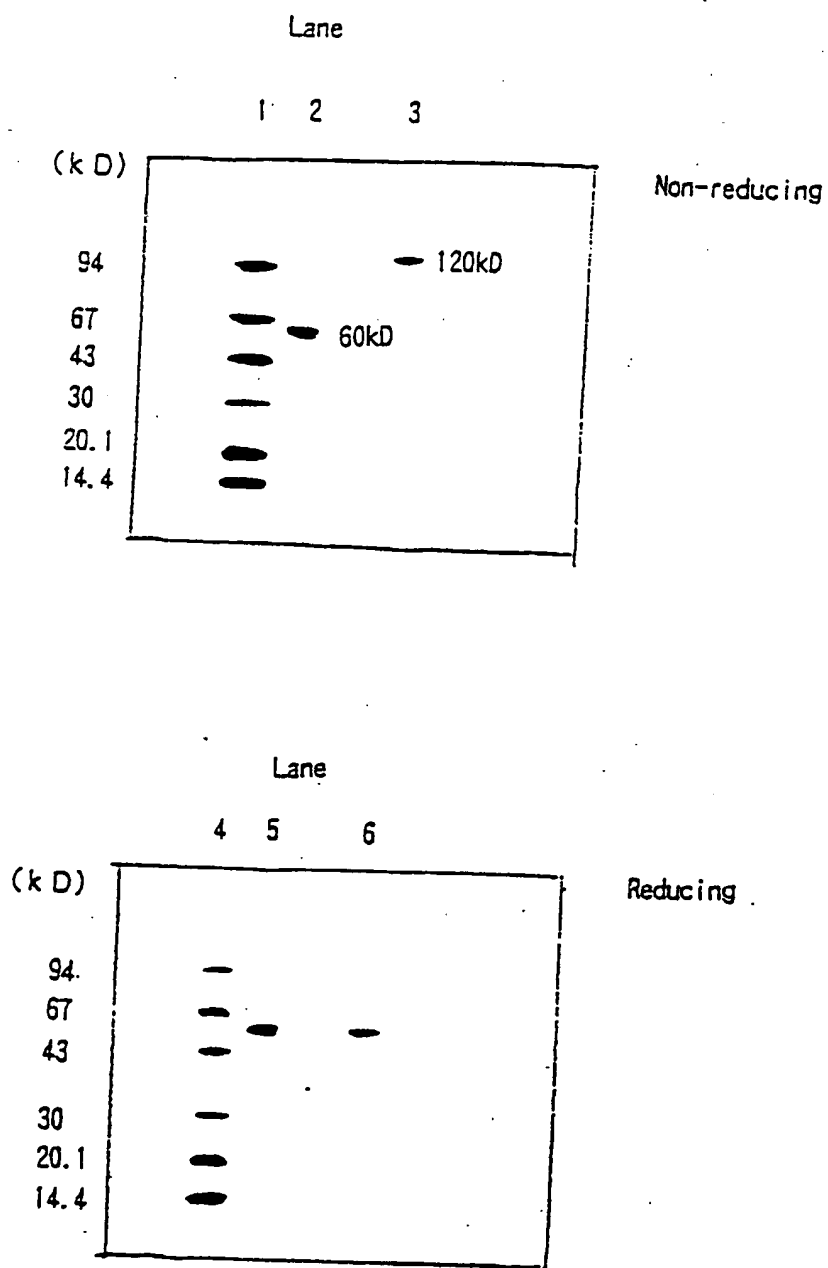 Lane
1 2 3
(kD)
Non-reducing
94
120kD
67
60kD
43
30
20.1
14.4
Lane
4 5 6
(kD)
Reducing
94
67
43
30
20.1
14.4